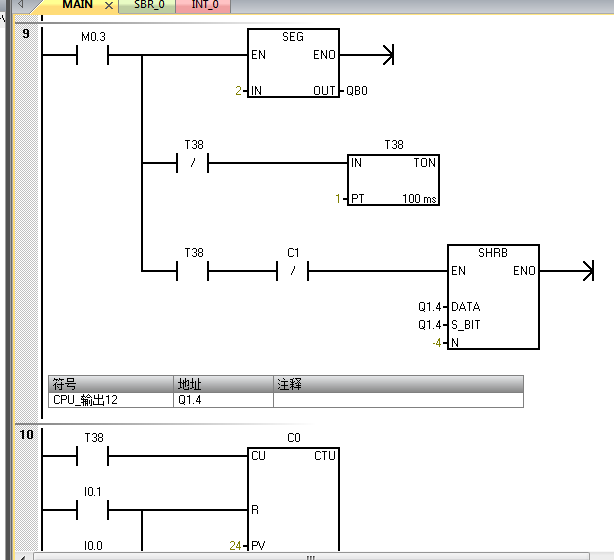 MAIN × SBR_0 INT_0
9
M0.3
SEG
EN ENO
2 IN OUT QB0
T38 T38
/ IN TON
1 PT 100 ms
T38 C1 SHRB
/ EN ENO
Q1.4 DATA
Q1.4 S_BIT
-4 N
符号 地址 注释
CPU_输出12 Q1.4
10
T38 C0
CU CTU
I0.1
R
I0.0
24 PV